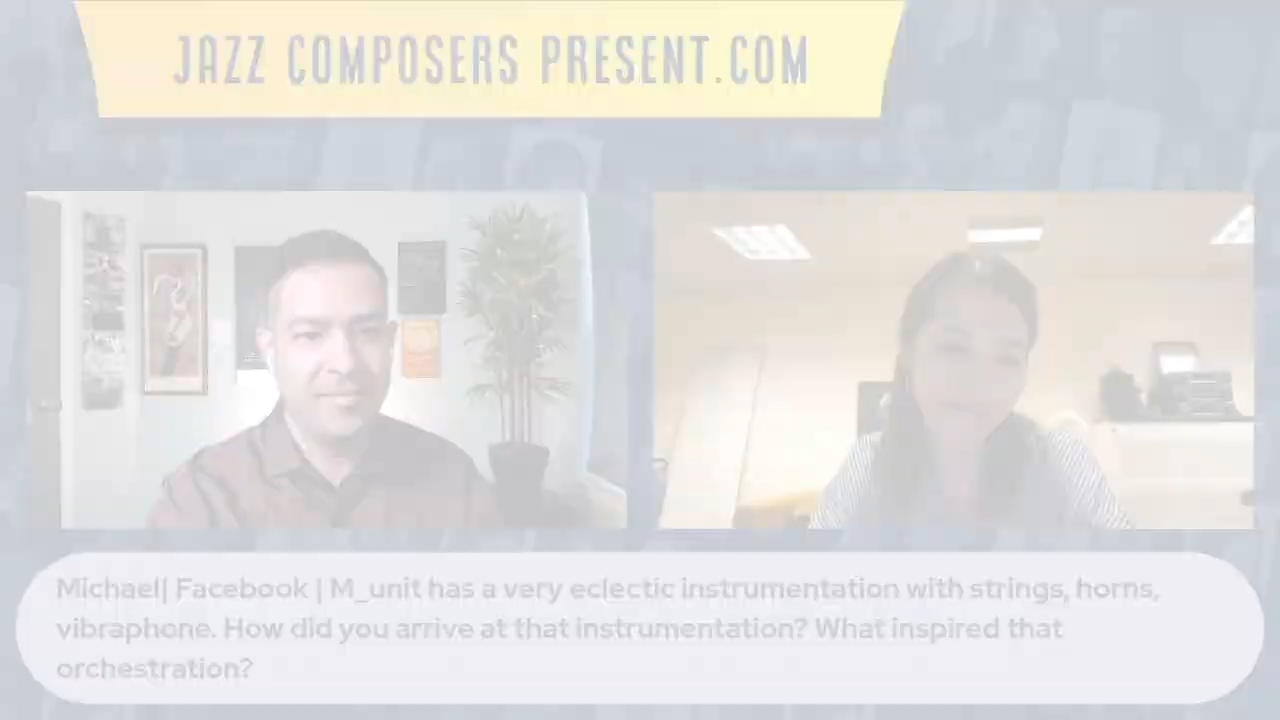 JAZZ COMPOSERS PRESENT.COM
Michael| Facebook | M_unit has a very eclectic instrumentation with strings, horns,
vibraphone. How did you arrive at that instrumentation? What inspired that
orchestration?